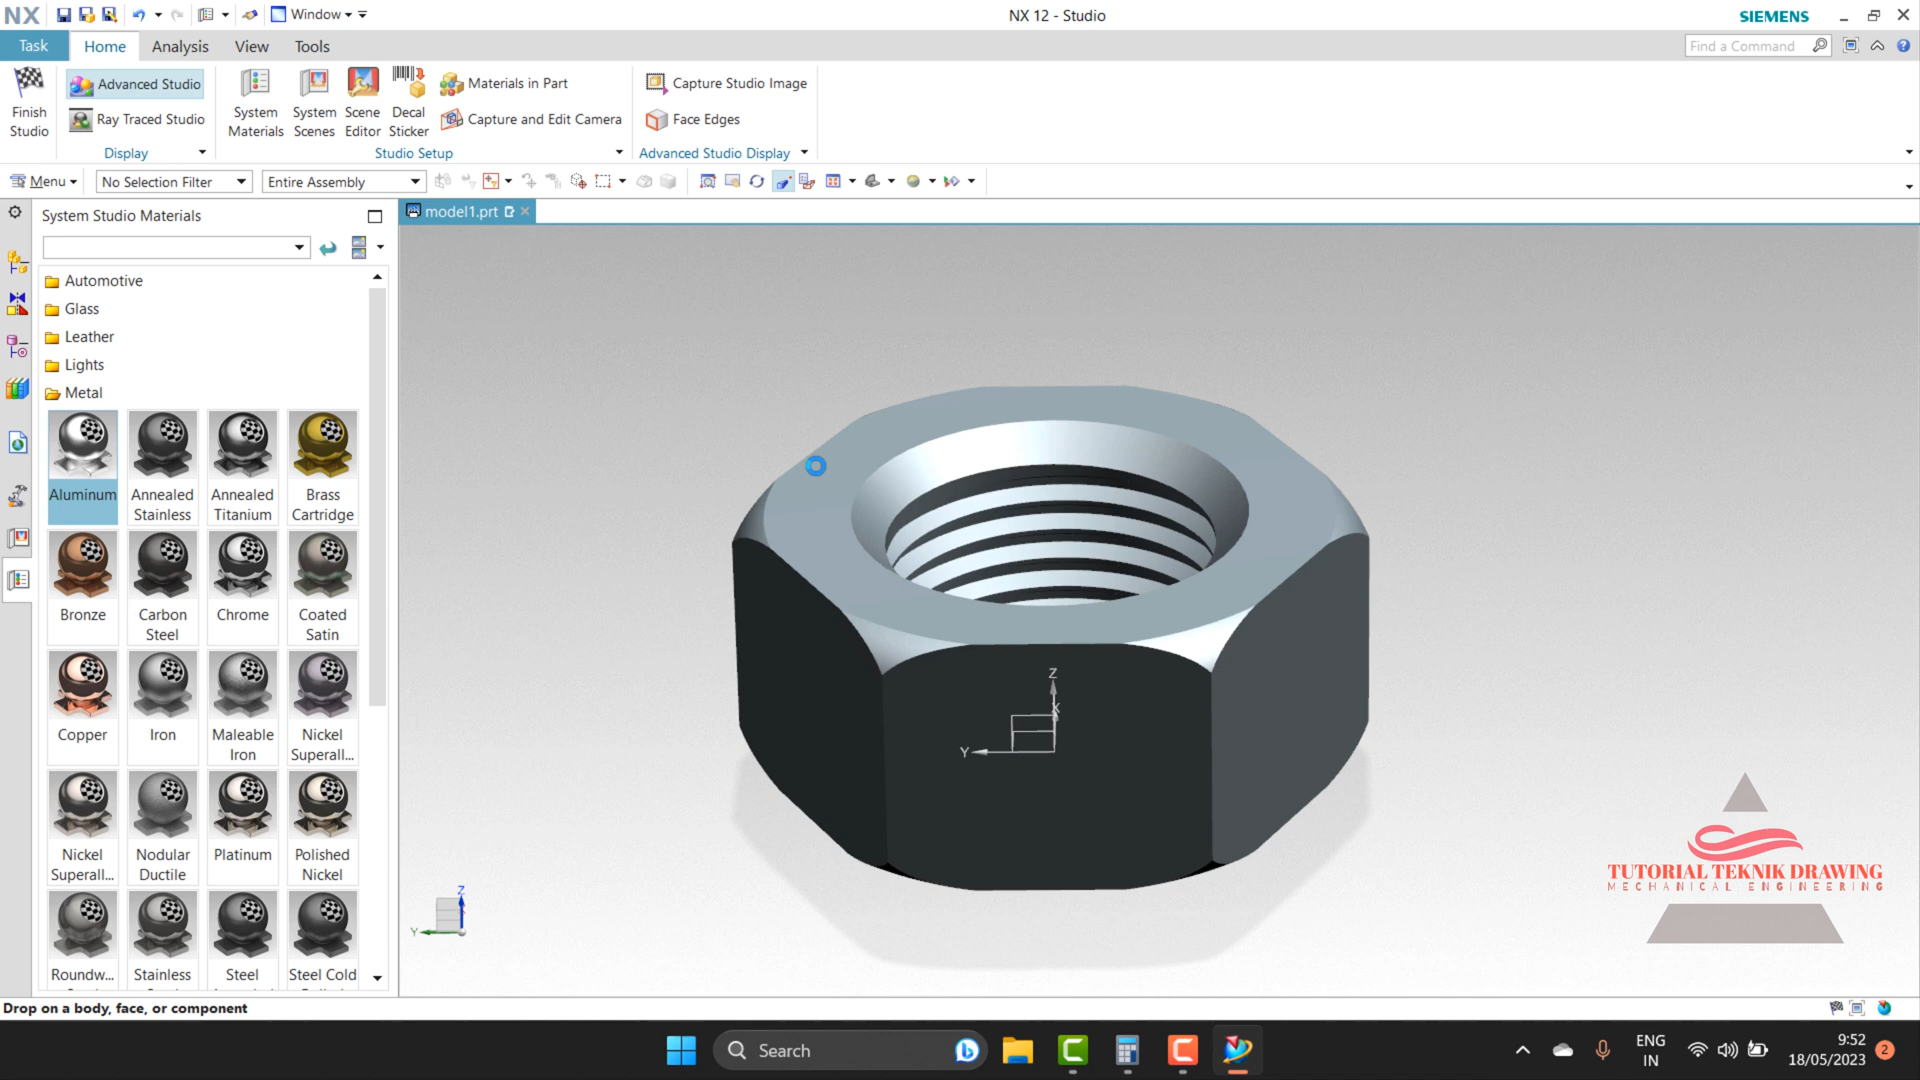 NX
Window
NX 12 - Studio
SIEMENS
Task
Home
Analysis
View
Tools
Find a Command
Finish
Studio
Advanced Studio
Ray Traced Studio
Display
System
Materials
System
Scenes
Scene
Editor
Decal
Sticker
Materials in Part
Capture and Edit Camera
Studio Setup
Capture Studio Image
Face Edges
Advanced Studio Display
Menu
No Selection Filter
Entire Assembly
System Studio Materials
model1.prt
Automotive
Glass
Leather
Lights
Metal
Aluminum
Annealed
Stainless
Annealed
Titanium
Brass
Cartridge
Bronze
Carbon
Steel
Chrome
Coated
Satin
Copper
Iron
Maleable
Iron
Nickel
Superall...
Nickel
Superall...
Nodular
Ductile
Platinum
Polished
Nickel
Roundw...
Stainless
Steel
Steel Cold
Z
X
Y
Z
Y
TUTORIAL TEKNIK DRAWING
MECHANICAL ENGINEERING
Drop on a body, face, or component
Search
ENG
IN
9:52
18/05/2023
2